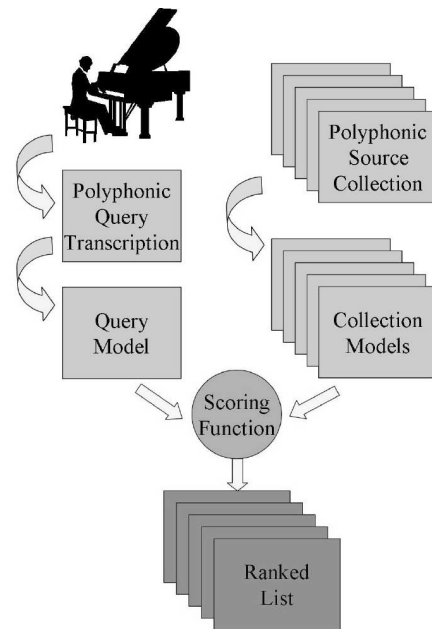 Polyphonic
Query
Transcription
Polyphonic
Source
Collection
Query
Model
Collection
Models
Scoring
Function
Ranked
List